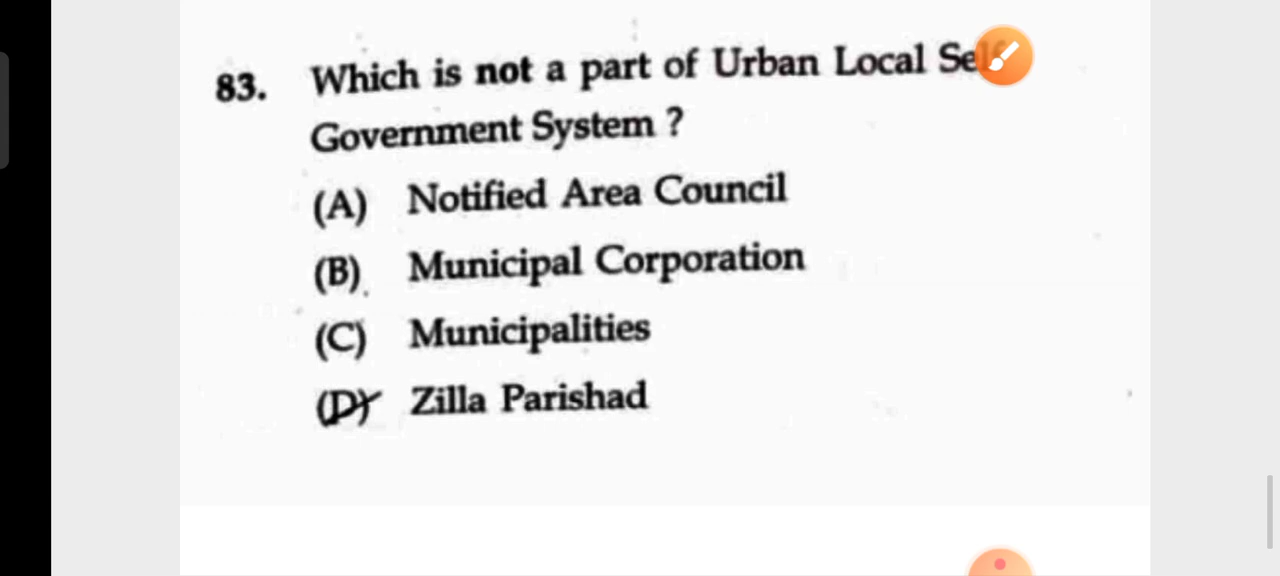 83. Which is not a part of Urban Local
Government System ?
(A) Notified Area Council
(B) Municipal Corporation
(C) Municipalities
(D) Zilla Parishad